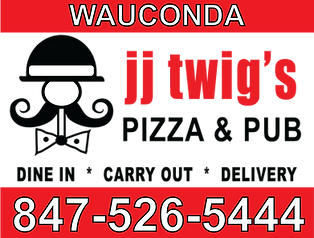 WAUCONDA
jj twig's
PIZZA & PUB
DINE IN * CARRY OUT * DELIVERY
847-526-5444